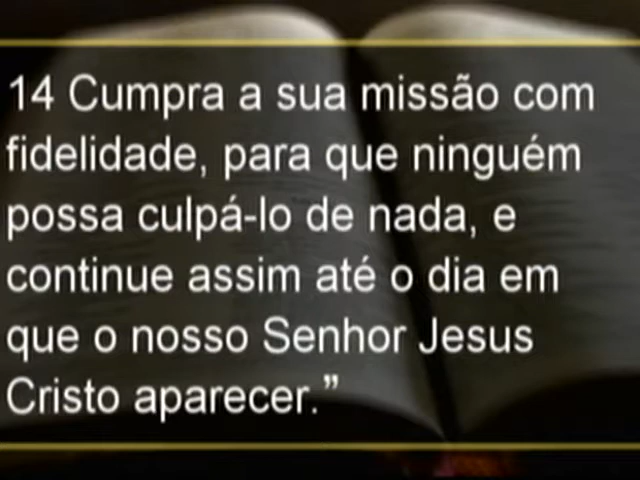 14 Cumpra a sua missão com
fidelidade, para que ninguém
possa culpá-lo de nada, e
continue assim até o dia em
que o nosso Senhor Jesus
Cristo aparecer.”